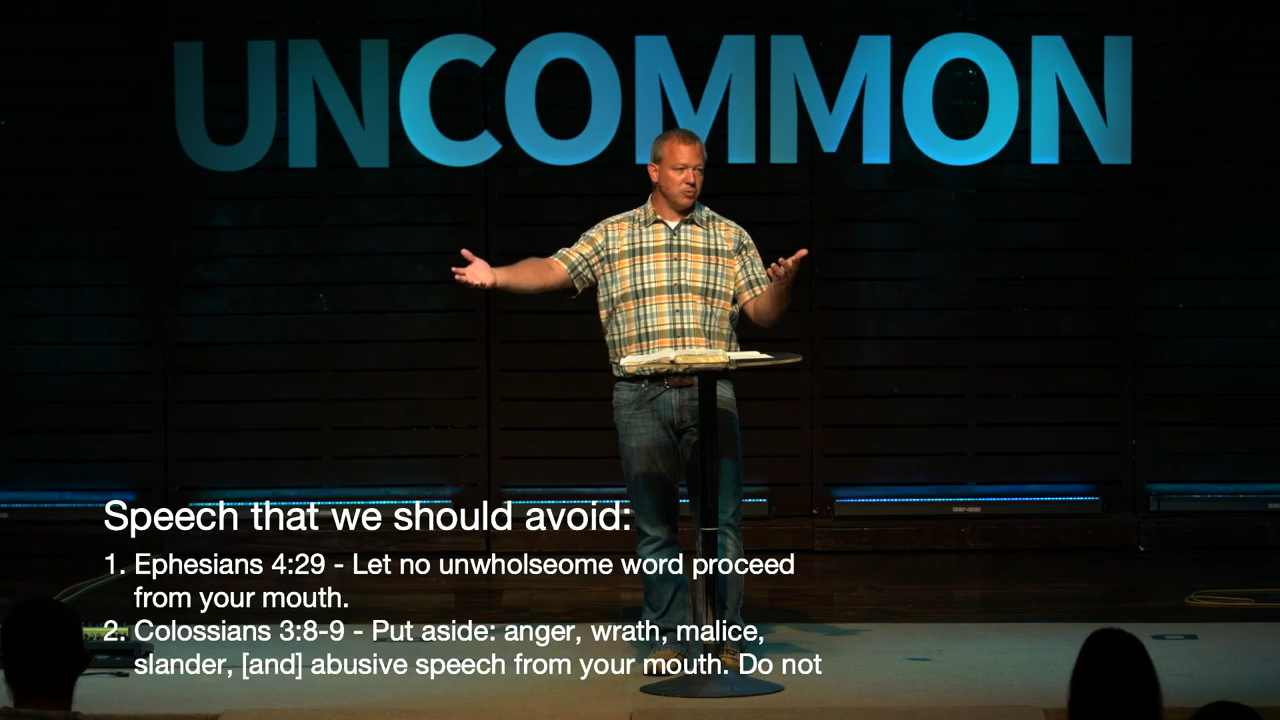 UNCOMMON
Speech that we should avoid:
1. Ephesians 4:29 - Let no unwholseome word proceed
from your mouth.
2. Colossians 3:8-9 - Put aside: anger, wrath, malice,
slander, [and] abusive speech from your mouth. Do not